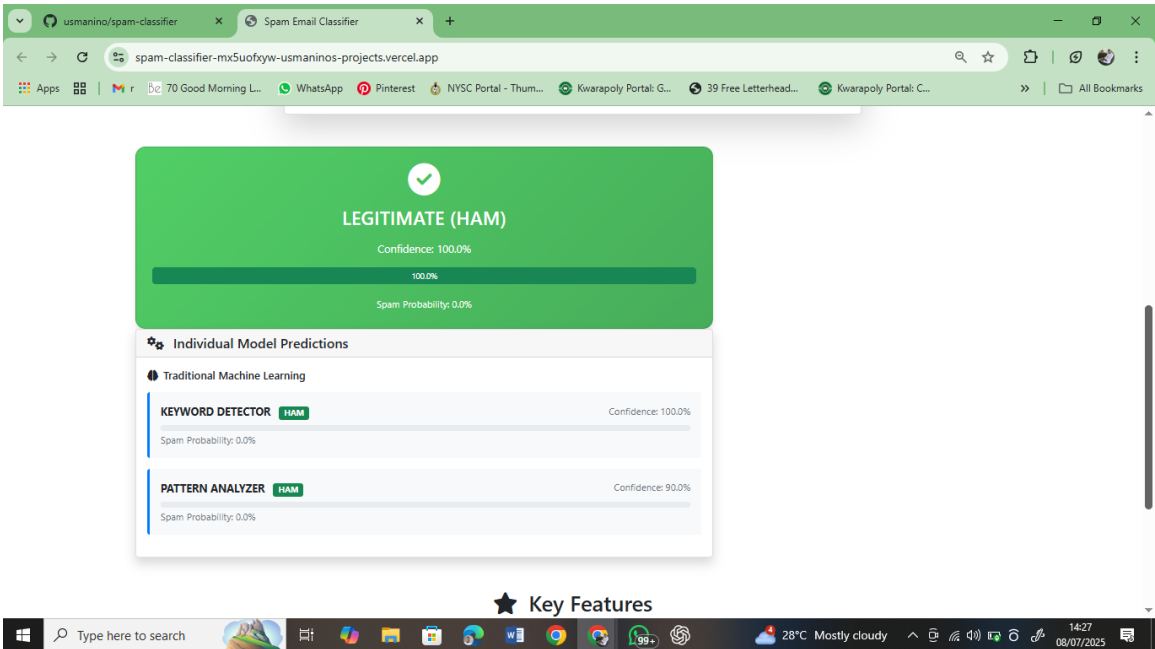 usmanino/spam-classifier
Spam Email Classifier
spam-classifier-mx5uofxyw-usmaninos-projects.vercel.app
Apps
M r
Be 70 Good Morning L...
WhatsApp
Pinterest
NYSC Portal - Thum...
Kwarapoly Portal: G...
39 Free Letterhead...
Kwarapoly Portal: C...
All Bookmarks
LEGITIMATE (HAM)
Confidence: 100.0%
100.0%
Spam Probability: 0.0%
Individual Model Predictions
Traditional Machine Learning
KEYWORD DETECTOR HAM Confidence: 100.0%
Spam Probability: 0.0%
PATTERN ANALYZER HAM Confidence: 90.0%
Spam Probability: 0.0%
Key Features
Type here to search
99+
4
28°C Mostly cloudy
14:27
08/07/2025